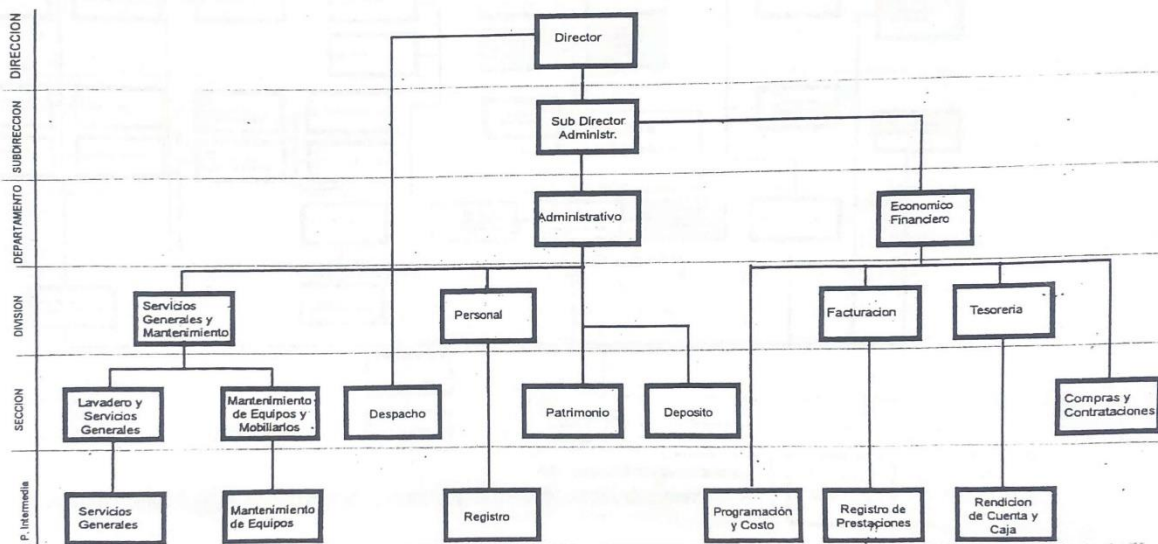 DIRECCION
Director
SUBDIRECCION
Sub Director
Administr.
DEPARTAMENTO
Administrativo
Economico
Financiero
DIVISION
Servicios
Generales y
Mantenimiento
Personal
Facturacion
Tesoreria
SECCION
Lavadero y
Servicios
Generales
Mantenimiento
de Equipos y
Mobiliarios
Despacho
Patrimonio
Deposito
Compras y
Contrataciones
P. Intermedia
Servicios
Generales
Mantenimiento
de Equipos
Registro
Programación
y Costo
Registro de
Prestaciones
Rendicion
de Cuenta y
Caja